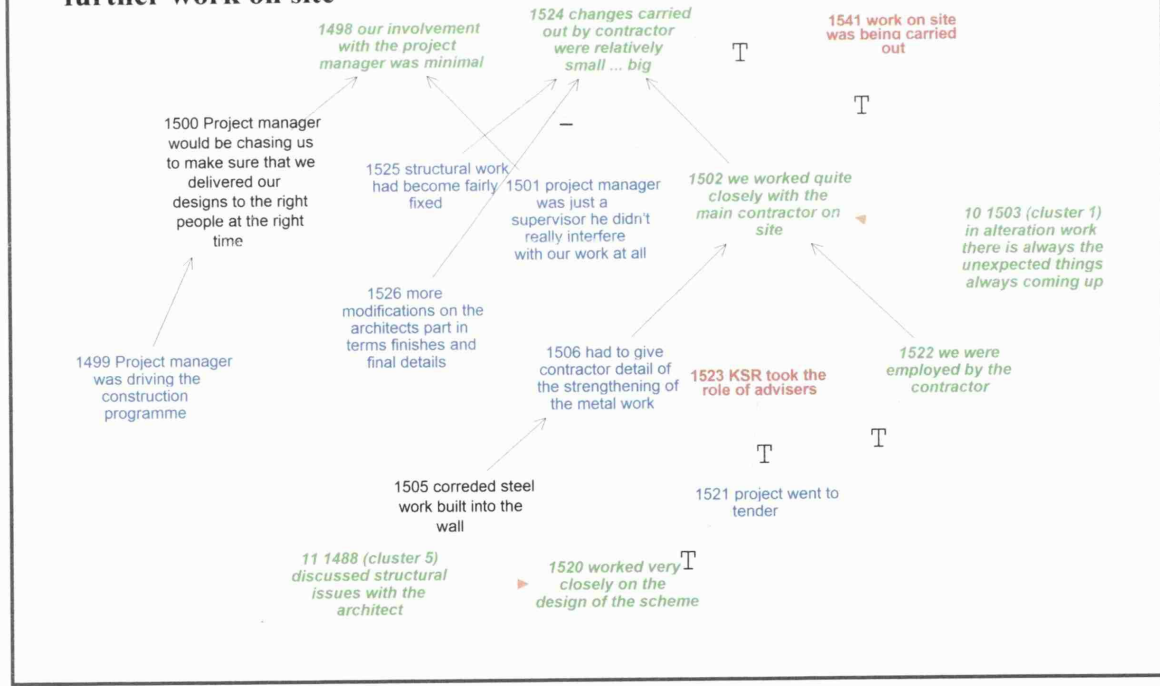 further work on site
1498 our involvement
with the project
manager was minimal
1524 changes carried
out by contractor
were relatively
small ... big
T
1541 work on site
was being carried
out
T
1500 Project manager
would be chasing us
to make sure that we
delivered our
designs to the right
people at the right
time
–
1525 structural work
had become fairly
fixed
1501 project manager
was just a
supervisor he didn't
really interfere
with our work at all
1502 we worked quite
closely with the
main contractor on
site
10 1503 (cluster 1)
in alteration work
there is always the
unexpected things
always coming up
1526 more
modifications on the
architects part in
terms finishes and
final details
1499 Project manager
was driving the
construction
programme
1506 had to give
contractor detail of
the strengthening of
the metal work
1523 KSR took the
role of advisers
1522 we were
employed by the
contractor
T
T
1505 correded steel
work built into the
wall
1521 project went to
tender
11 1488 (cluster 5)
discussed structural
issues with the
architect
T
1520 worked very
closely on the
design of the scheme